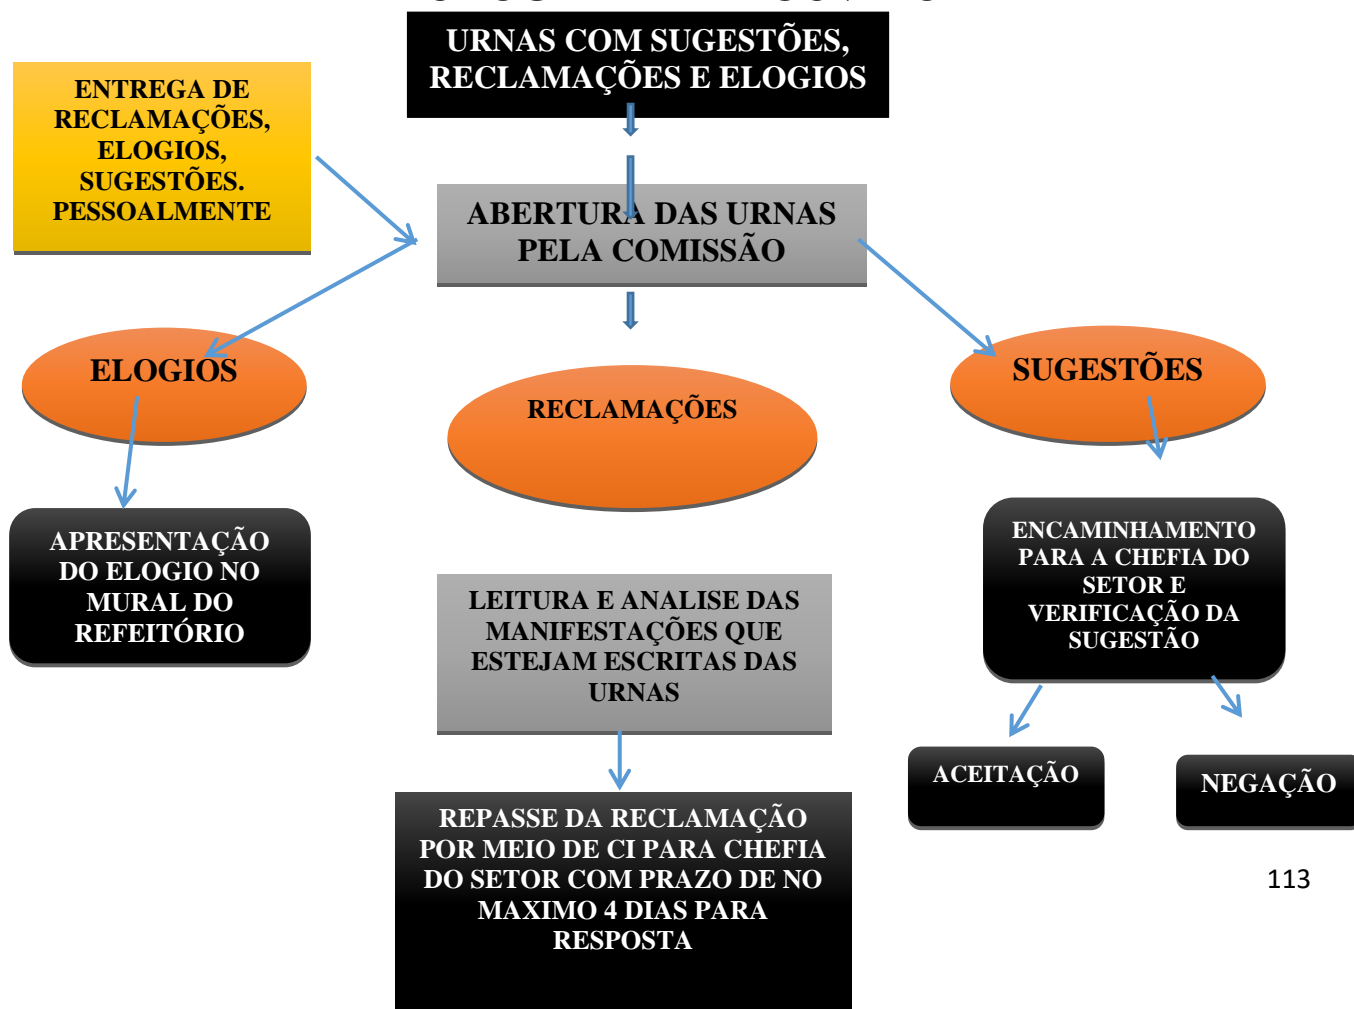 URNAS COM SUGESTÕES,
RECLAMAÇÕES E ELOGIOS
ENTREGA DE
RECLAMAÇÕES,
ELOGIOS,
SUGESTÕES.
PESSOALMENTE
ABERTURA DAS URNAS
PELA COMISSÃO
ELOGIOS
RECLAMAÇÕES
SUGESTÕES
APRESENTAÇÃO
DO ELOGIO NO
MURAL DO
REFEITÓRIO
LEITURA E ANALISE DAS
MANIFESTAÇÕES QUE
ESTEJAM ESCRITAS DAS
URNAS
ENCAMINHAMENTO
PARA A CHEFIA DO
SETOR E
VERIFICAÇÃO DA
SUGESTÃO
ACEITAÇÃO
NEGAÇÃO
REPASSE DA RECLAMAÇÃO
POR MEIO DE CI PARA CHEFIA
DO SETOR COM PRAZO DE NO
MAXIMO 4 DIAS PARA
RESPOSTA
113